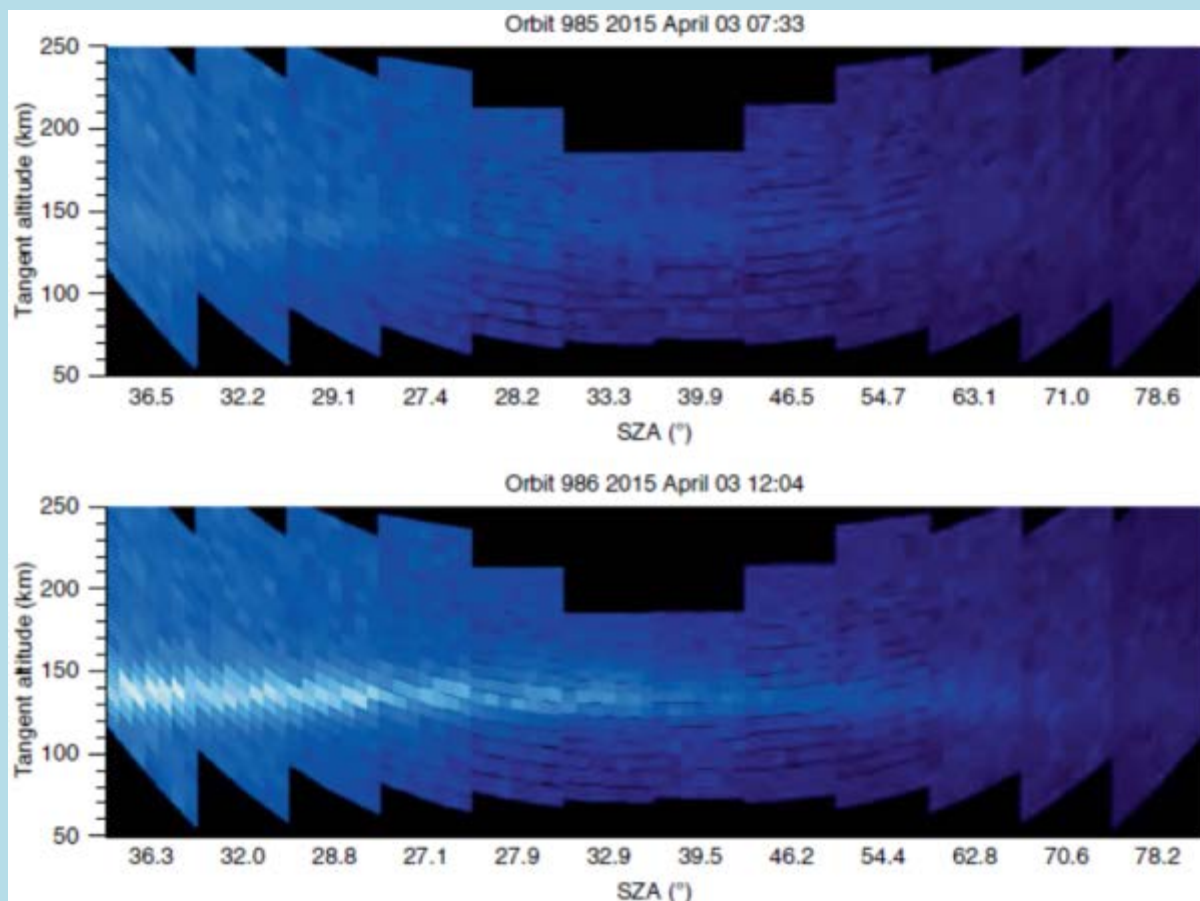 Orbit 985 2015 April 03 07:33
250
200
150
100
50
Tangent altitude (km)
36.5 32.2 29.1 27.4 28.2 33.3 39.9 46.5 54.7 63.1 71.0 78.6
SZA (°)
Orbit 986 2015 April 03 12:04
250
200
150
100
50
Tangent altitude (km)
36.3 32.0 28.8 27.1 27.9 32.9 39.5 46.2 54.4 62.8 70.6 78.2
SZA (°)